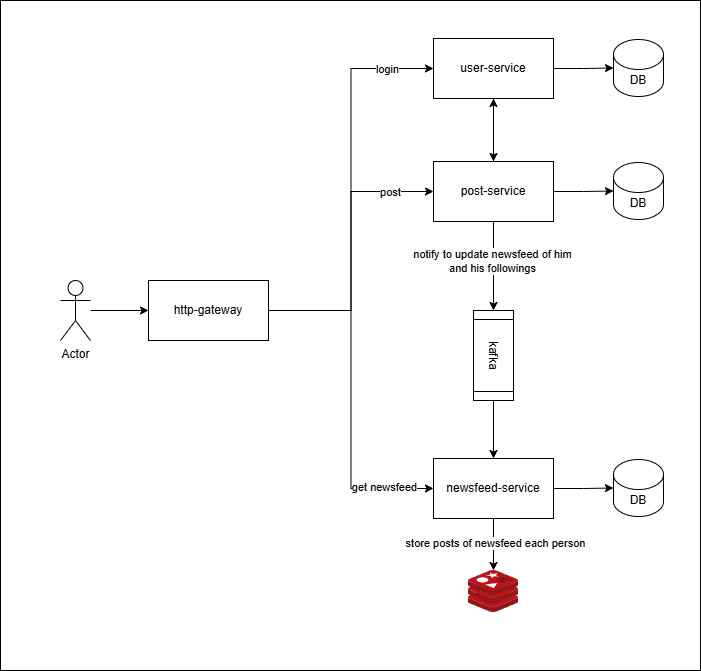 login
user-service
DB
post
post-service
DB
notify to update newsfeed of him
and his followings
http-gateway
Actor
kafka
get newsfeed
newsfeed-service
DB
store posts of newsfeed each person